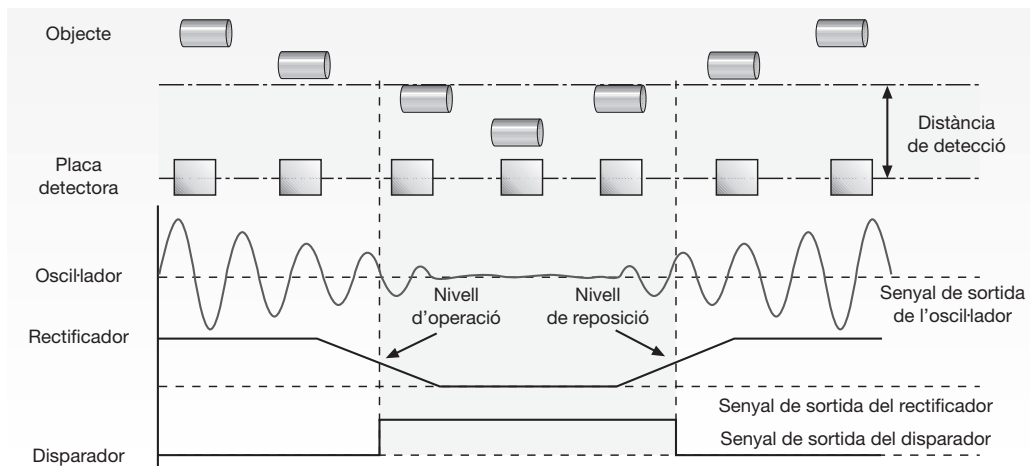 Objecte
Distància
de detecció
Placa
detectora
Oscil·lador
Nivell
d'operació
Nivell
de reposició
Senyal de sortida
de l'oscil·lador
Rectificador
Senyal de sortida del rectificador
Senyal de sortida del disparador
Disparador